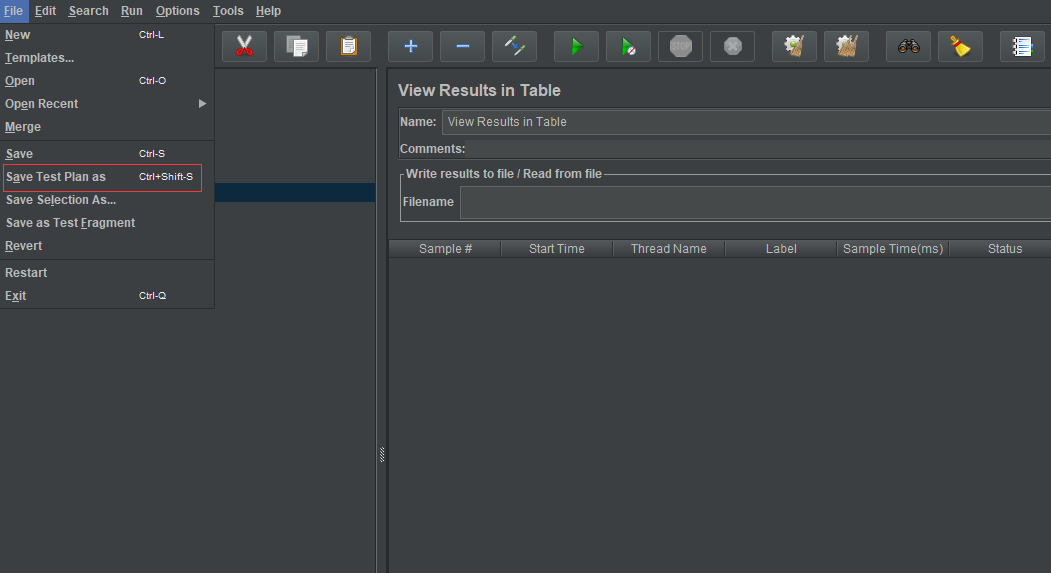 File Edit Search Run Options Tools Help
New Ctrl-L
Templates...
Open Ctrl-O
Open Recent
Merge
Save Ctrl-S
Save Test Plan as Ctrl+Shift-S
Save Selection As...
Save as Test Fragment
Revert
Restart
Exit Ctrl-Q
STOP
View Results in Table
Name: View Results in Table
Comments:
Write results to file / Read from file
Filename
Sample # Start Time Thread Name Label Sample Time(ms) Status